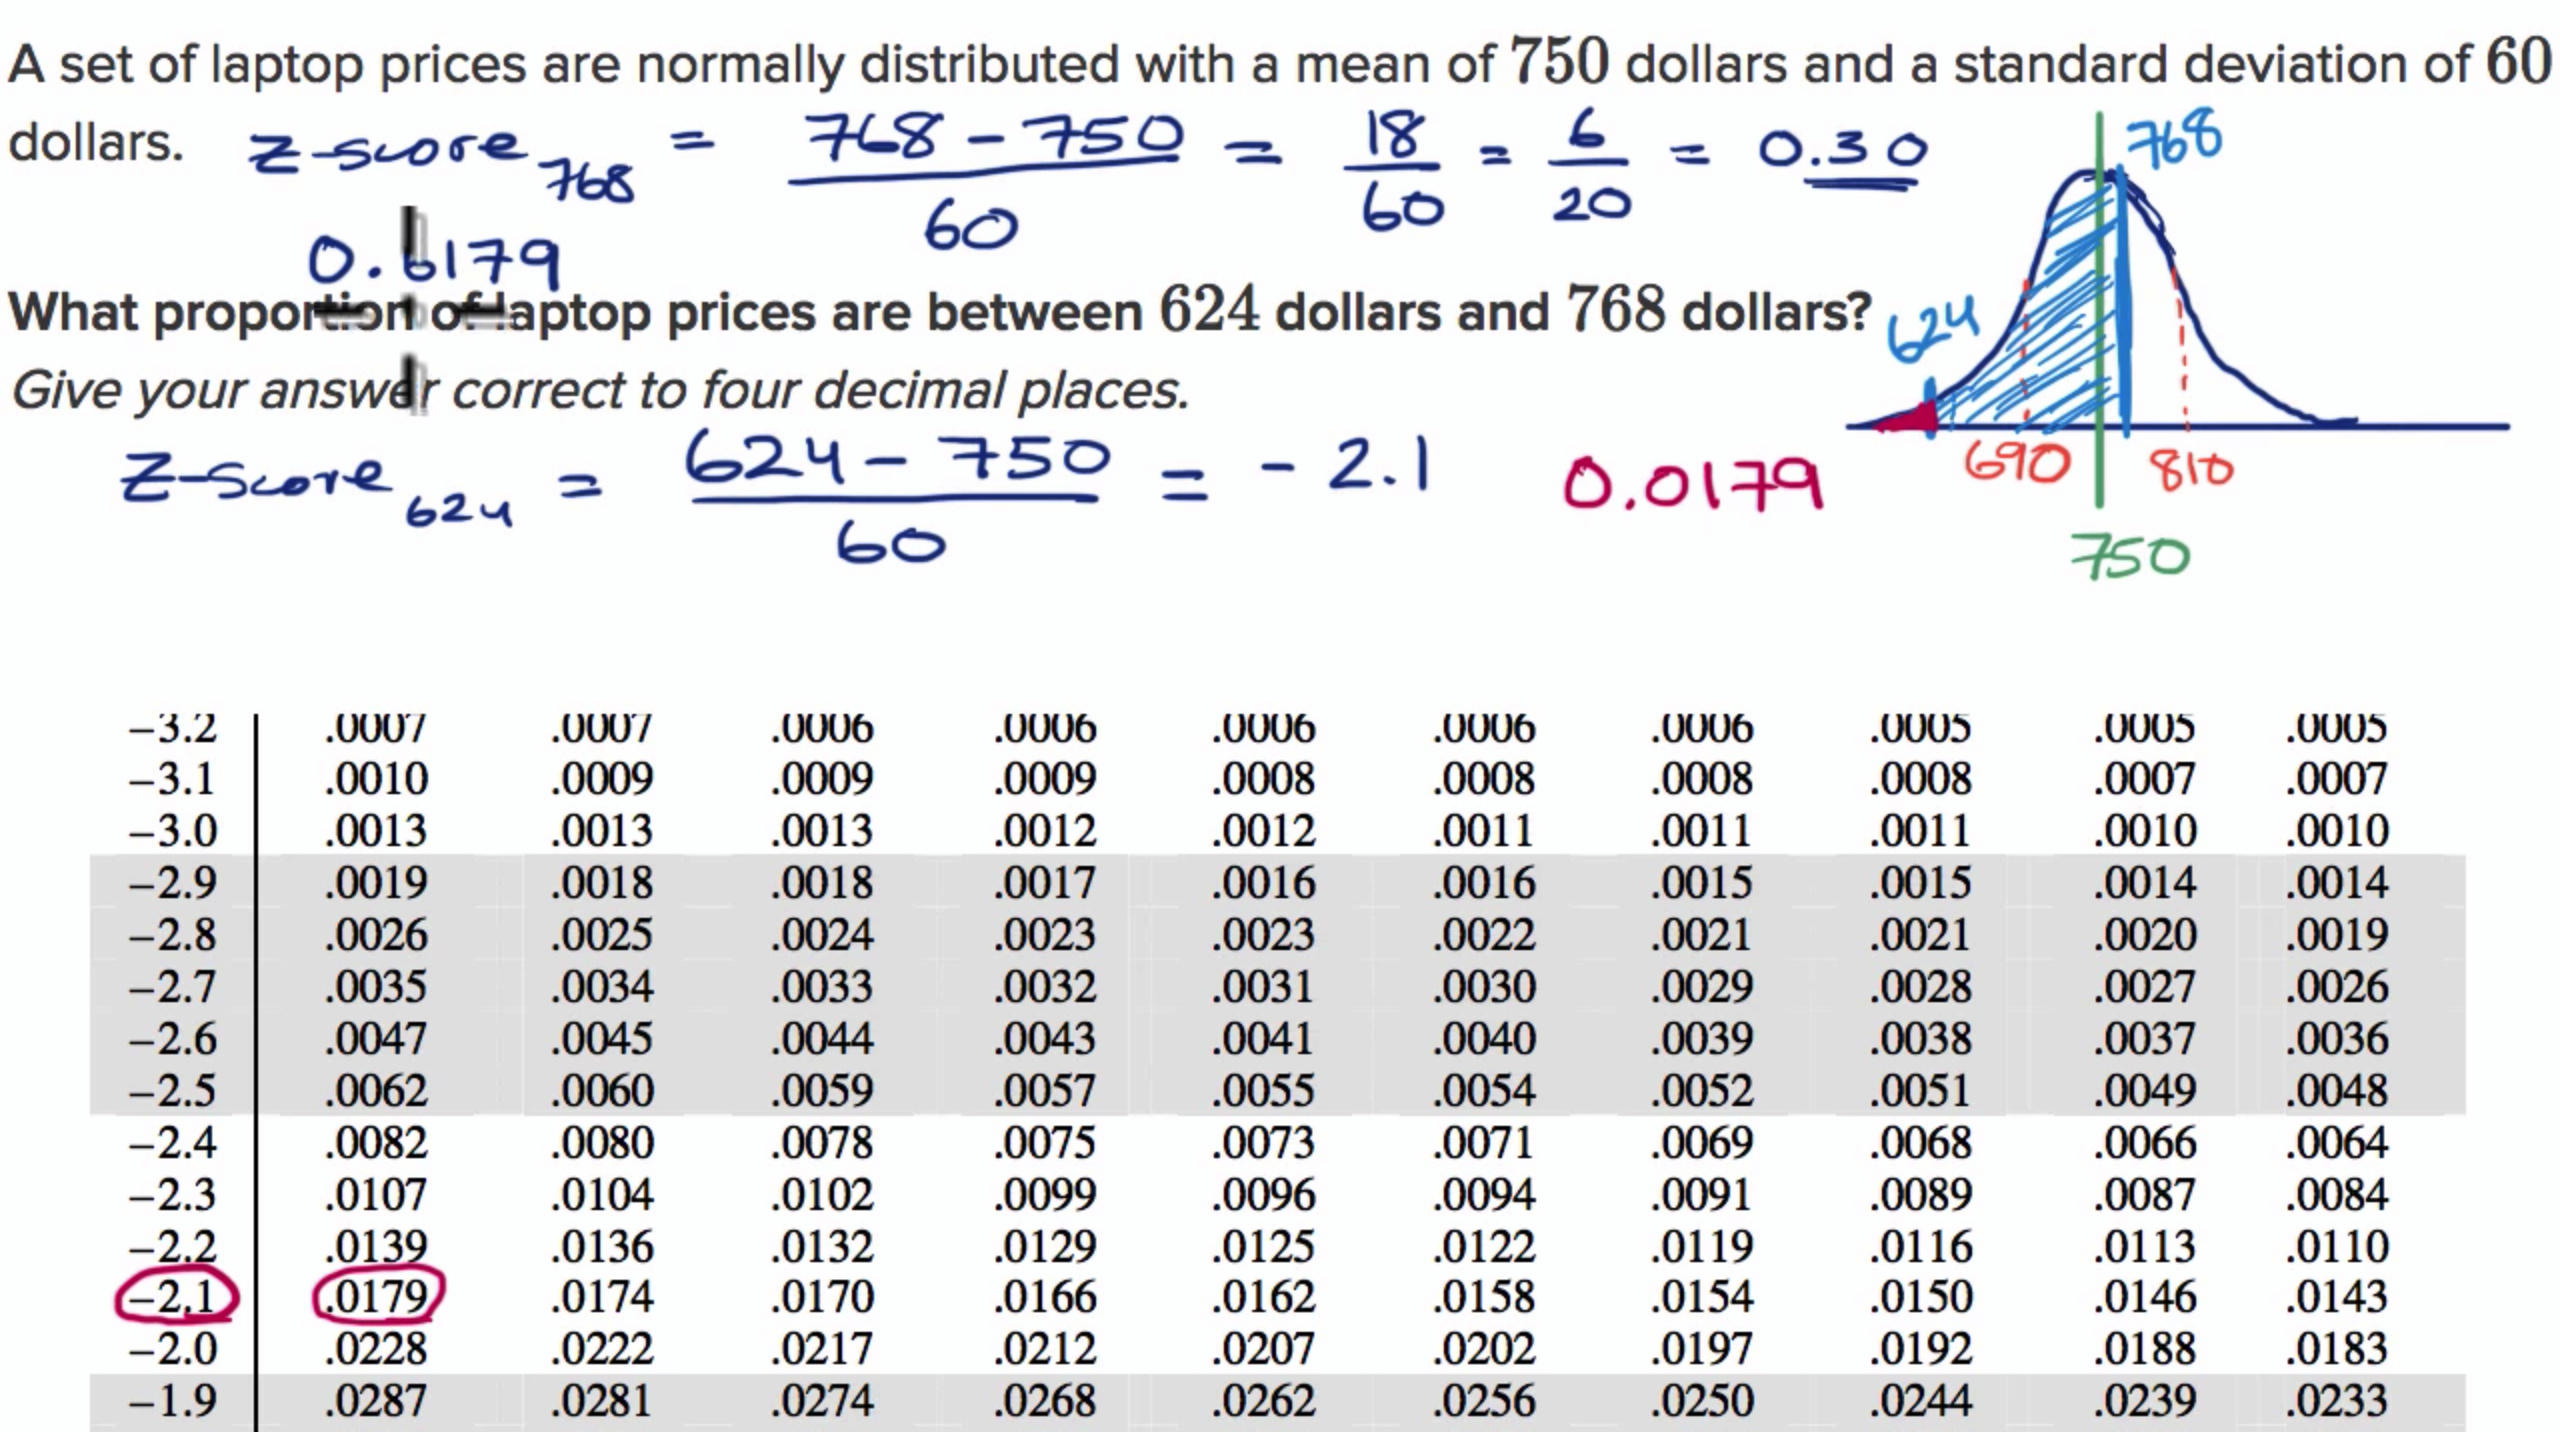 A set of laptop prices are normally distributed with a mean of 750 dollars and a standard deviation of 60
dollars. z-score 768 = 768 - 750 / 60 = 18/60 = 6/20 = 0.30
768
0.6179
What proportion of laptop prices are between 624 dollars and 768 dollars?
624
Give your answer correct to four decimal places.
z-score 624 = 624 - 750 / 60 = -2.1 0.0179
690 810
750
−3.2 .0007 .0007 .0006 .0006 .0006 .0006 .0006 .0005 .0005 .0005
−3.1 .0010 .0009 .0009 .0009 .0008 .0008 .0008 .0008 .0007 .0007
−3.0 .0013 .0013 .0013 .0012 .0012 .0011 .0011 .0011 .0010 .0010
−2.9 .0019 .0018 .0018 .0017 .0016 .0016 .0015 .0015 .0014 .0014
−2.8 .0026 .0025 .0024 .0023 .0023 .0022 .0021 .0021 .0020 .0019
−2.7 .0035 .0034 .0033 .0032 .0031 .0030 .0029 .0028 .0027 .0026
−2.6 .0047 .0045 .0044 .0043 .0041 .0040 .0039 .0038 .0037 .0036
−2.5 .0062 .0060 .0059 .0057 .0055 .0054 .0052 .0051 .0049 .0048
−2.4 .0082 .0080 .0078 .0075 .0073 .0071 .0069 .0068 .0066 .0064
−2.3 .0107 .0104 .0102 .0099 .0096 .0094 .0091 .0089 .0087 .0084
−2.2 .0139 .0136 .0132 .0129 .0125 .0122 .0119 .0116 .0113 .0110
−2.1 .0179 .0174 .0170 .0166 .0162 .0158 .0154 .0150 .0146 .0143
−2.0 .0228 .0222 .0217 .0212 .0207 .0202 .0197 .0192 .0188 .0183
−1.9 .0287 .0281 .0274 .0268 .0262 .0256 .0250 .0244 .0239 .0233